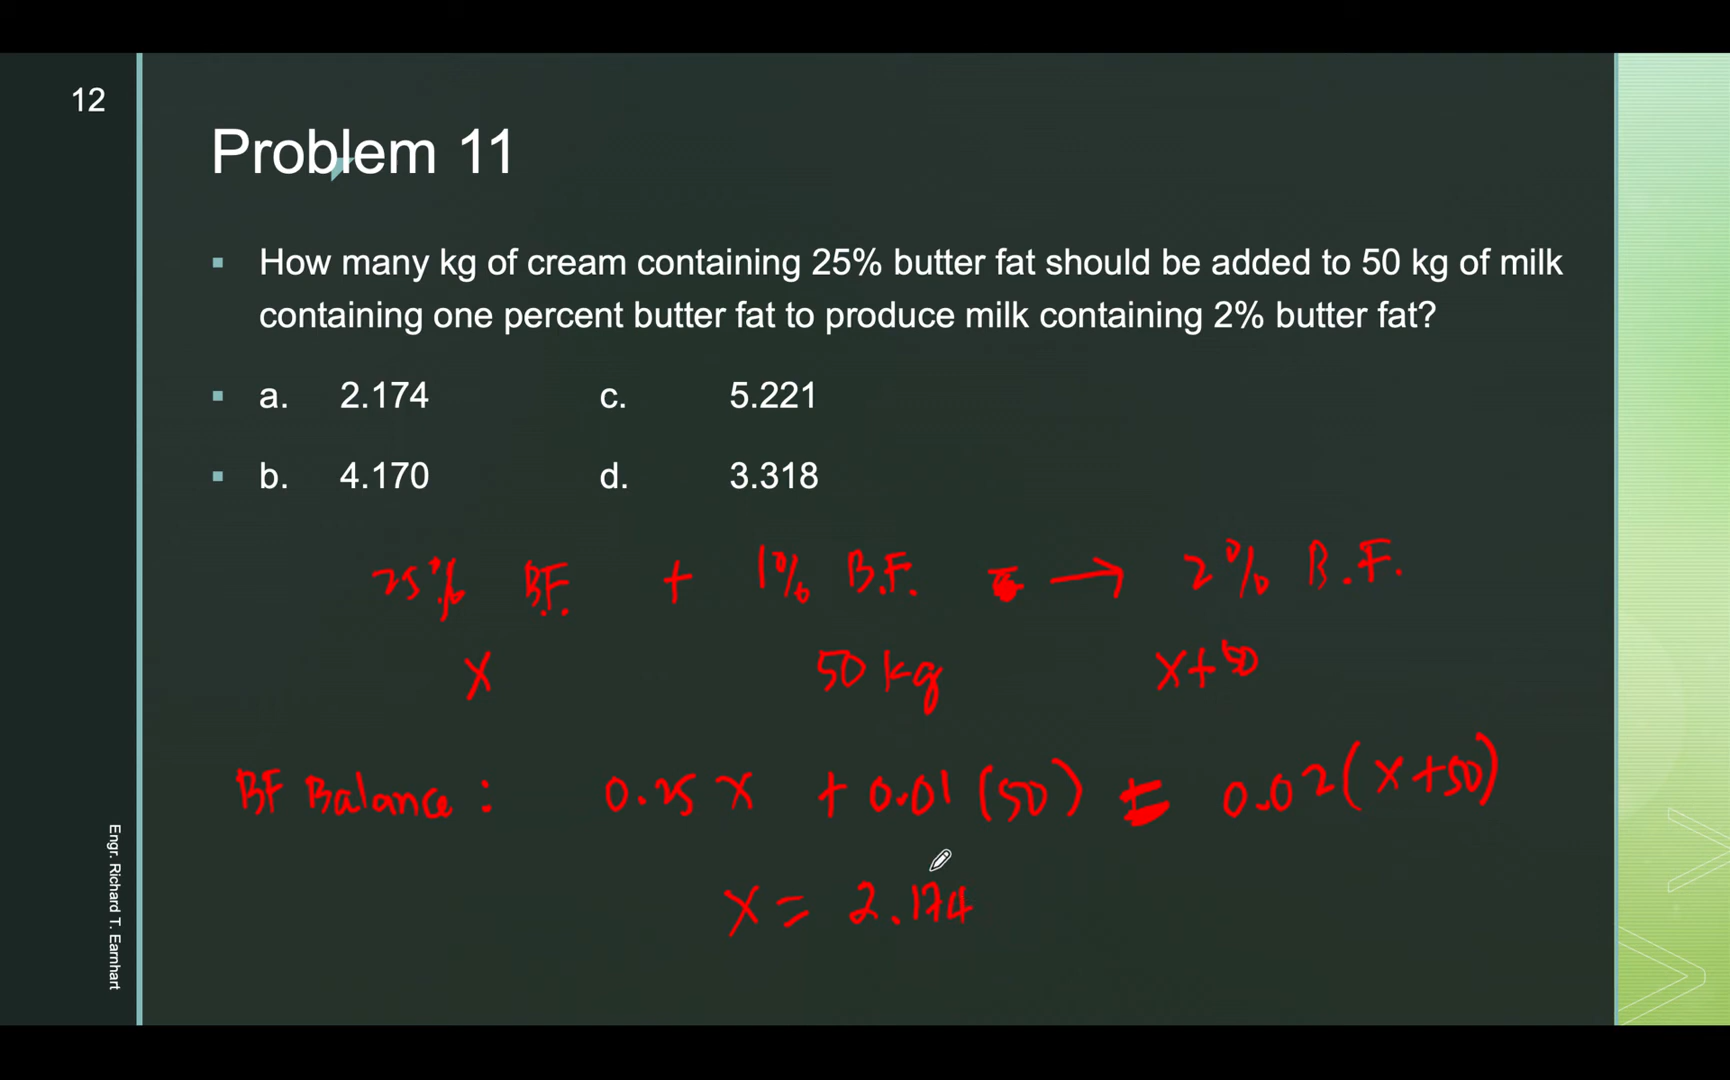 12
Problem 11
How many kg of cream containing 25% butter fat should be added to 50 kg of milk
containing one percent butter fat to produce milk containing 2% butter fat?
a. 2.174 c. 5.221
b. 4.170 d. 3.318
25% BF. + 1% B.F. → 2% B.F.
x 50 kg x+50
BF Balance: 0.25x + 0.01(50) = 0.02(x+50)
x = 2.174
Engr. Richard T. Earnhart